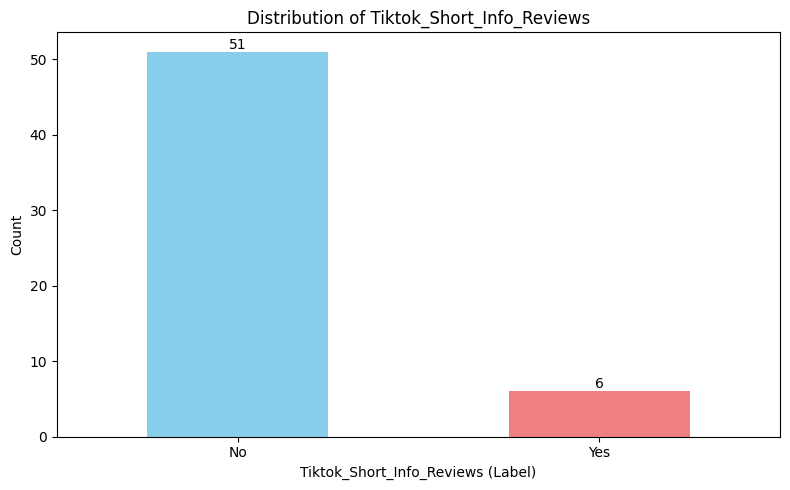 Distribution of Tiktok_Short_Info_Reviews
51
50
40
30
20
10
6
0
Count
No
Yes
Tiktok_Short_Info_Reviews (Label)